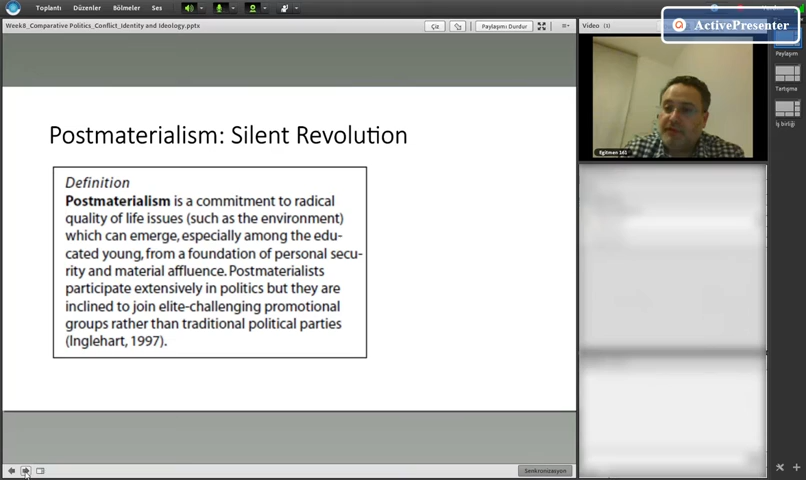 Toplantı Düzenler Bölmeler Ses
ActivePresenter
Week8_Comparative Politics_Conflict_Identity and Ideology.pptx
Çiz
Paylaşımı Durdur
Video (1)
Paylaşım
Tartışma
İş birliği
Eğitmen 161
Postmaterialism: Silent Revolution
Definition
Postmaterialism is a commitment to radical
quality of life issues (such as the environment)
which can emerge, especially among the edu-
cated young, from a foundation of personal secu-
rity and material affluence. Postmaterialists
participate extensively in politics but they are
inclined to join elite-challenging promotional
groups rather than traditional political parties
(Inglehart, 1997).
Senkronizasyon